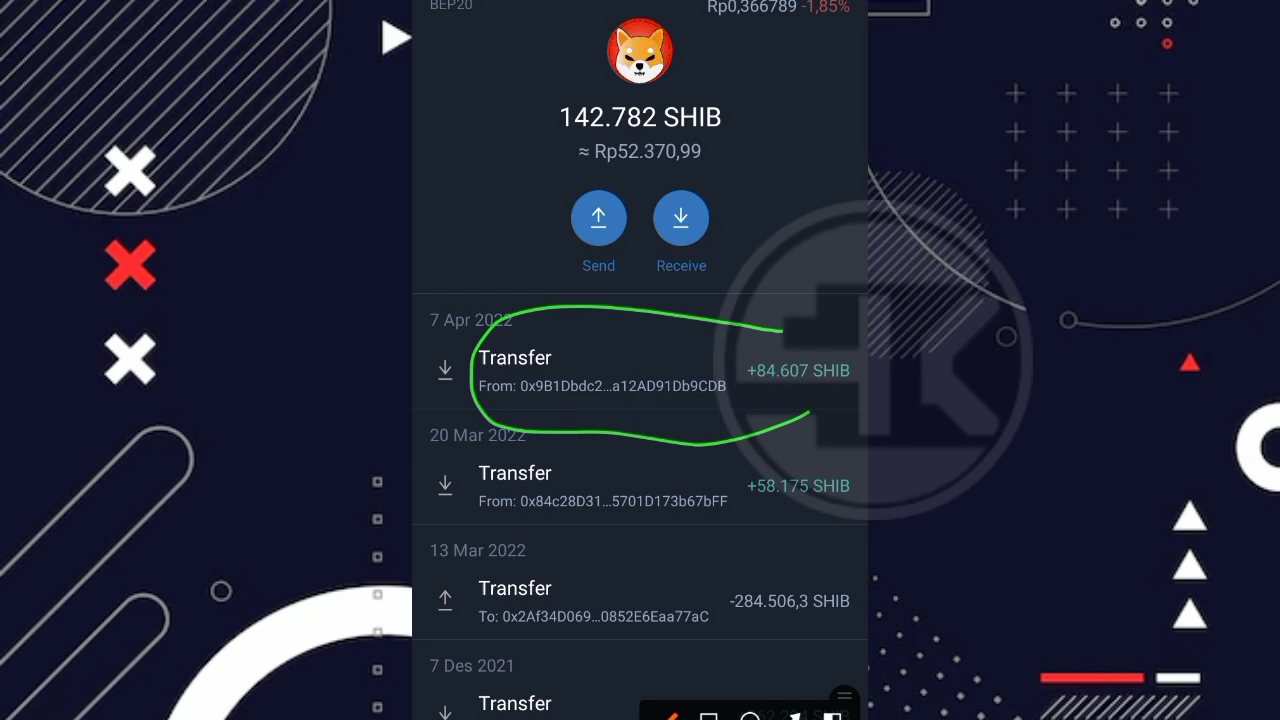 BEP20
Rp0,366789 -1,85%
142.782 SHIB
≈ Rp52.370,99
Send
Receive
7 Apr 2022
Transfer
+84.607 SHIB
From: 0x9B1Dbdc2...a12AD91Db9CDB
20 Mar 2022
Transfer
+58.175 SHIB
From: 0x84c28D31...5701D173b67bFF
13 Mar 2022
Transfer
-284.506,3 SHIB
To: 0x2Af34D069...0852E6Eaa77aC
7 Des 2021
Transfer